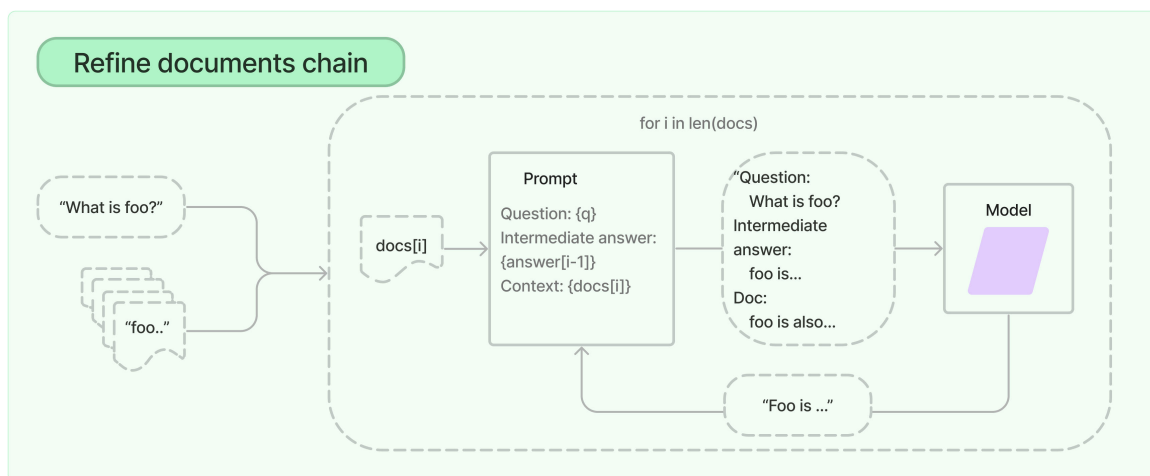 Refine documents chain
for i in len(docs)
“What is foo?”
“foo..”
docs[i]
Prompt
Question: {q}
Intermediate answer:
{answer[i-1]}
Context: {docs[i]}
“Question:
What is foo?
Intermediate
answer:
foo is...
Doc:
foo is also...
Model
“Foo is ...”